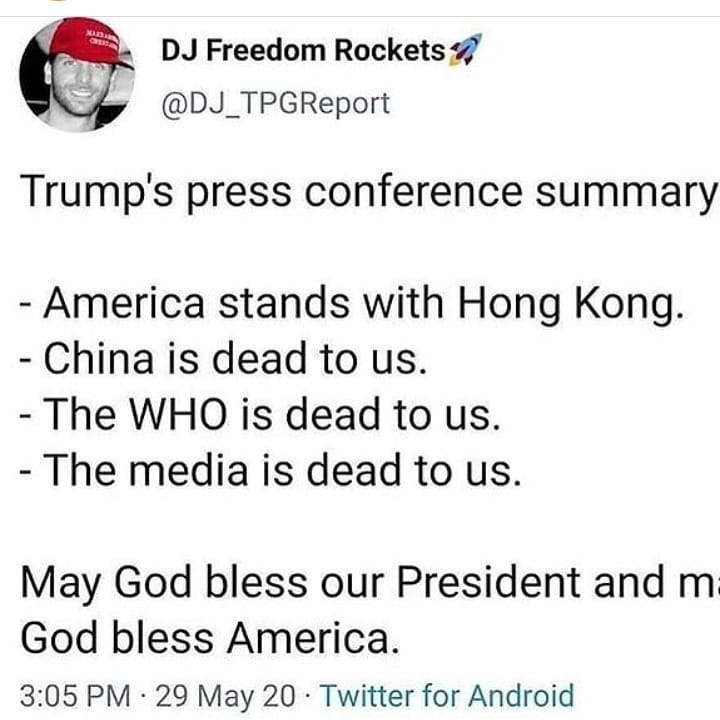 DJ Freedom Rockets
@DJ_TPGReport
Trump's press conference summary
- America stands with Hong Kong.
- China is dead to us.
- The WHO is dead to us.
- The media is dead to us.
May God bless our President and
God bless America.
3:05 PM · 29 May 20 · Twitter for Android